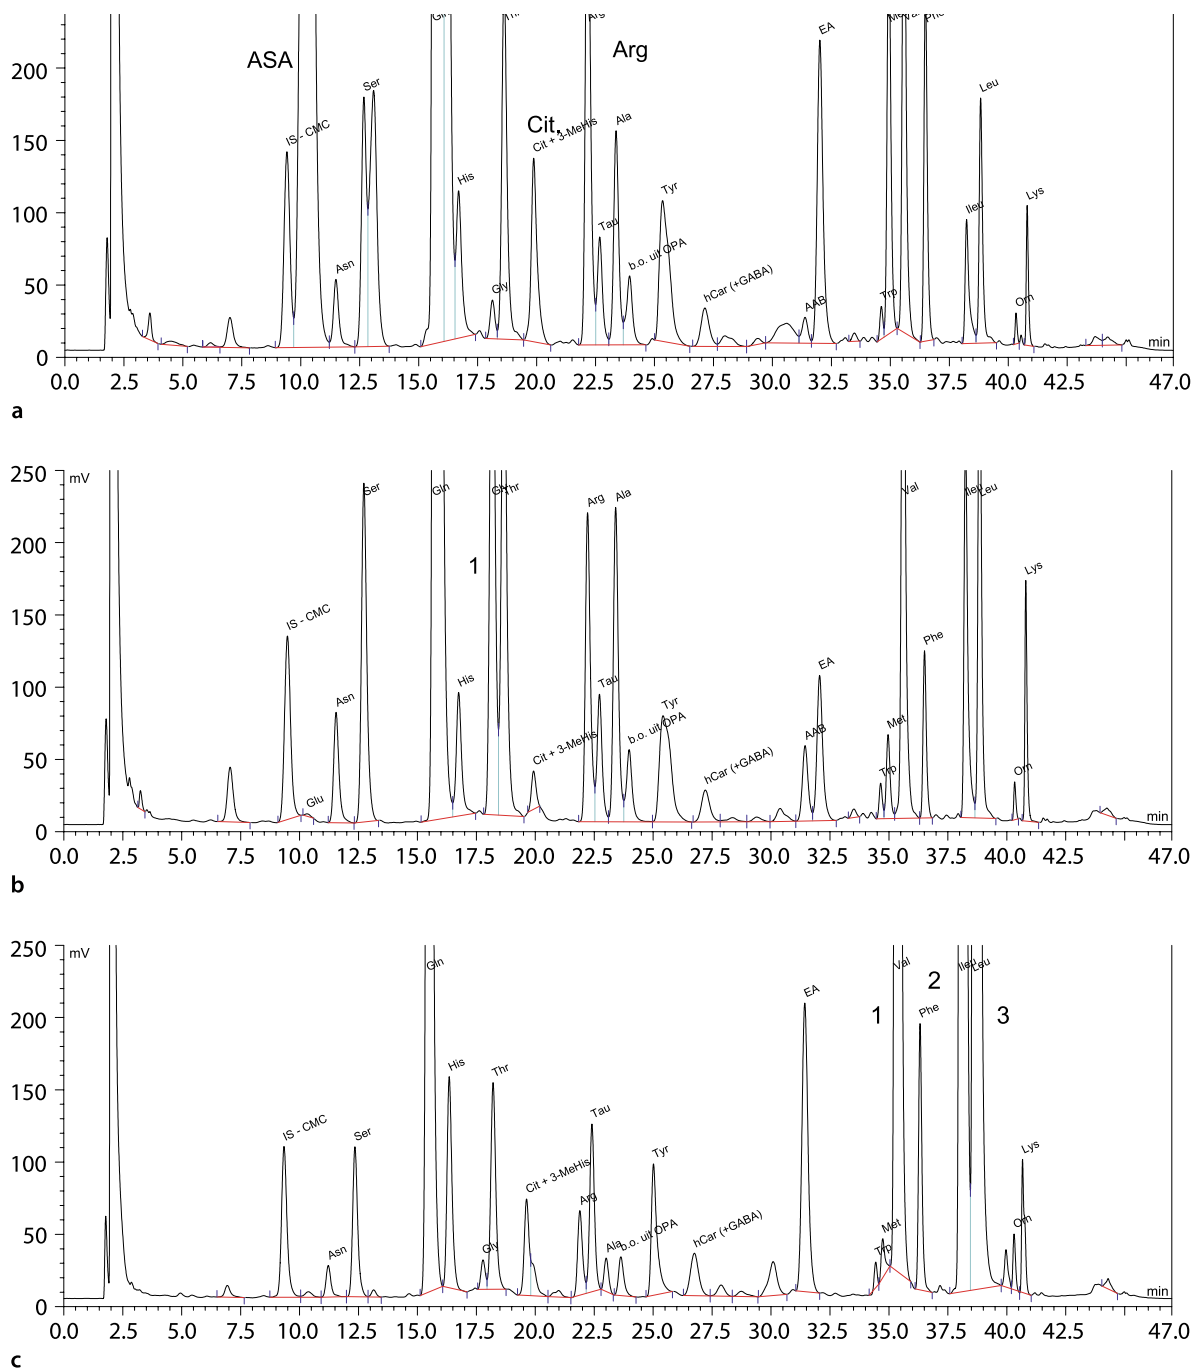 Gln
Thr
Arg
Met
Val
Phe
EA
200
ASA
Arg
Ser
Leu
150
IS - CMC
Cit.
Cit + 3-MeHis
Ala
100
His
Tyr
Lys
Tau
Ileu
50
Asn
Gly
b.o. uit OPA
hCar (+GABA)
AAB
Trp
Orn
0
min
0.0 2.5 5.0 7.5 10.0 12.5 15.0 17.5 20.0 22.5 25.0 27.5 30.0 32.5 35.0 37.5 40.0 42.5 47.0
a
250
mV
Ser
Gln
Gly
Thr
Arg
Ala
Val
Ileu
Leu
200
1
Lys
150
IS - CMC
Phe
EA
100
Asn
His
Tau
Tyr
Met
AAB
50
Cit + 3-MeHis
b.o. uit OPA
hCar (+GABA)
Trp
Orn
Glu
0
min
0.0 2.5 5.0 7.5 10.0 12.5 15.0 17.5 20.0 22.5 25.0 27.5 30.0 32.5 35.0 37.5 40.0 42.5 47.0
b
250
mV
Gln
Val
Ileu
Leu
2
EA
Phe
200
1
3
His
Thr
150
IS - CMC
Ser
Tau
Tyr
Lys
100
Cit + 3-MeHis
Arg
50
Asn
Gly
Ala
b.o. uit OPA
hCar (+GABA)
Trp
Met
Orn
0
min
0.0 2.5 5.0 7.5 10.0 12.5 15.0 17.5 20.0 22.5 25.0 27.5 30.0 32.5 35.0 37.5 40.0 42.5 47.0
c